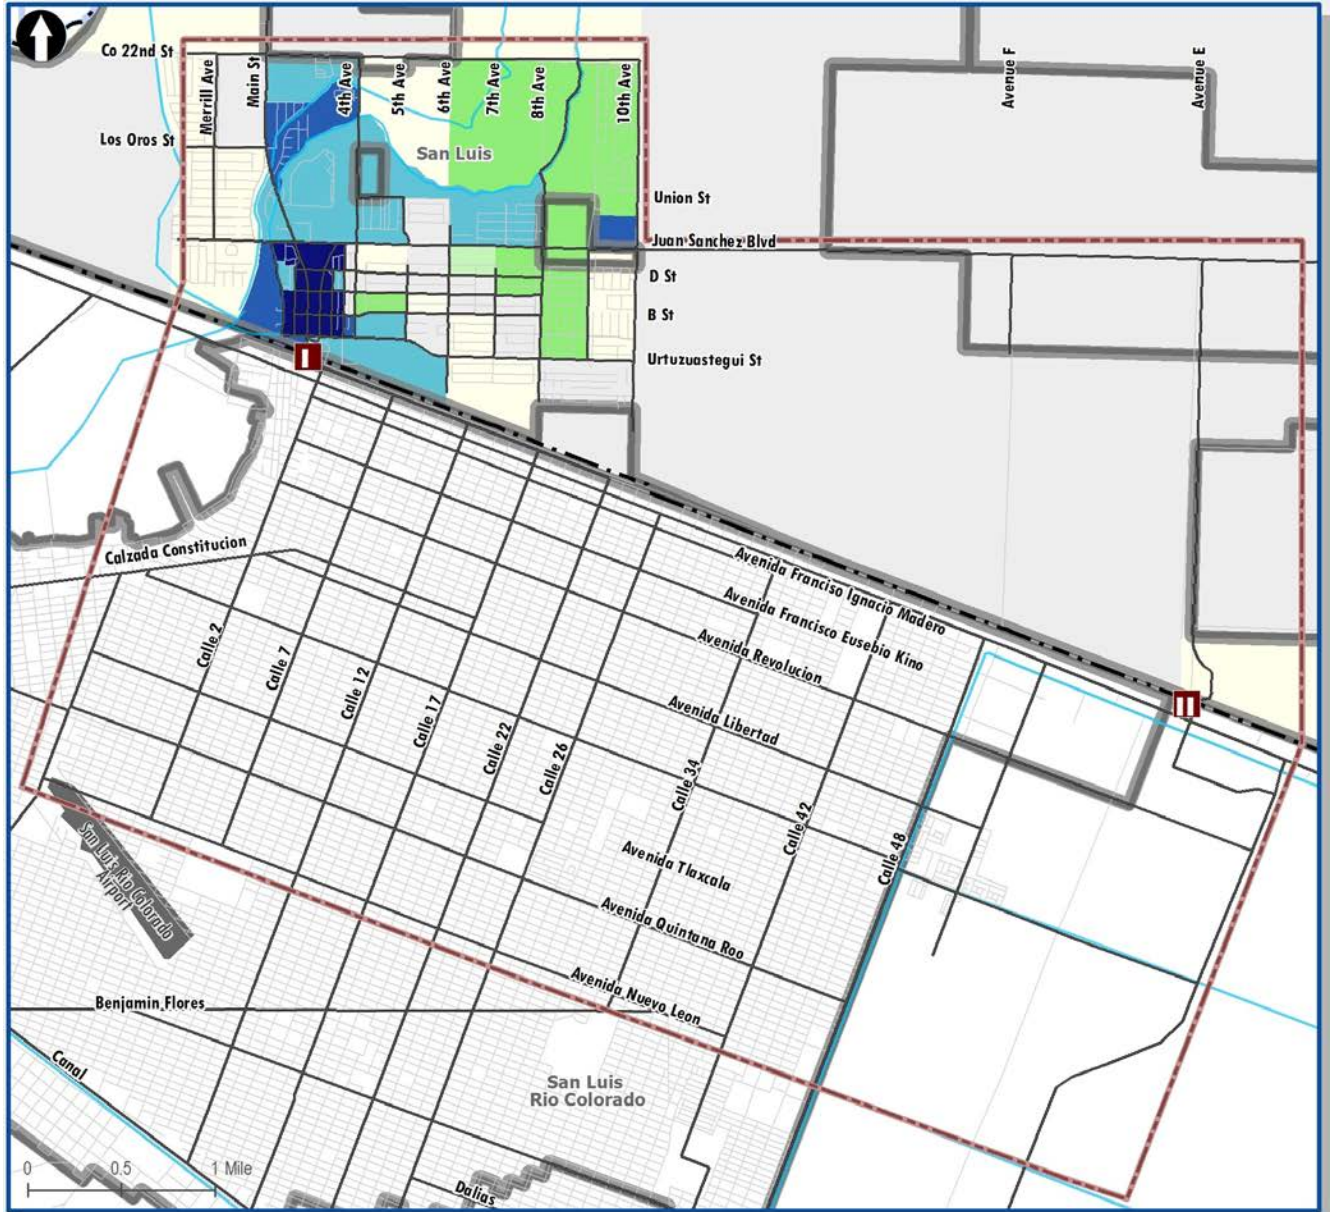 Co 22nd St
Merrill Ave
Main St
4th Ave
5th Ave
6th Ave
7th Ave
8th Ave
10th Ave
Avenue F
Avenue E
Los Oros St
San Luis
Union St
Juan Sanchez Blvd
D St
B St
Urtuzuastegui St
I
Calzada Constitucion
Avenida Franciso Ignacio Madero
Avenida Francisco Eusebio Kino
Avenida Revolucion
Avenida Libertad
II
Calle 2
Calle 7
Calle 12
Calle 17
Calle 22
Calle 26
Calle 34
Calle 42
Calle 48
San Luis Rio Colorado
Airport
Avenida Tlaxcala
Avenida Quintana Roo
Avenida Nuevo Leon
Benjamin Flores
Canal
San Luis
Rio Colorado
0 0.5 1 Mile
Dalias